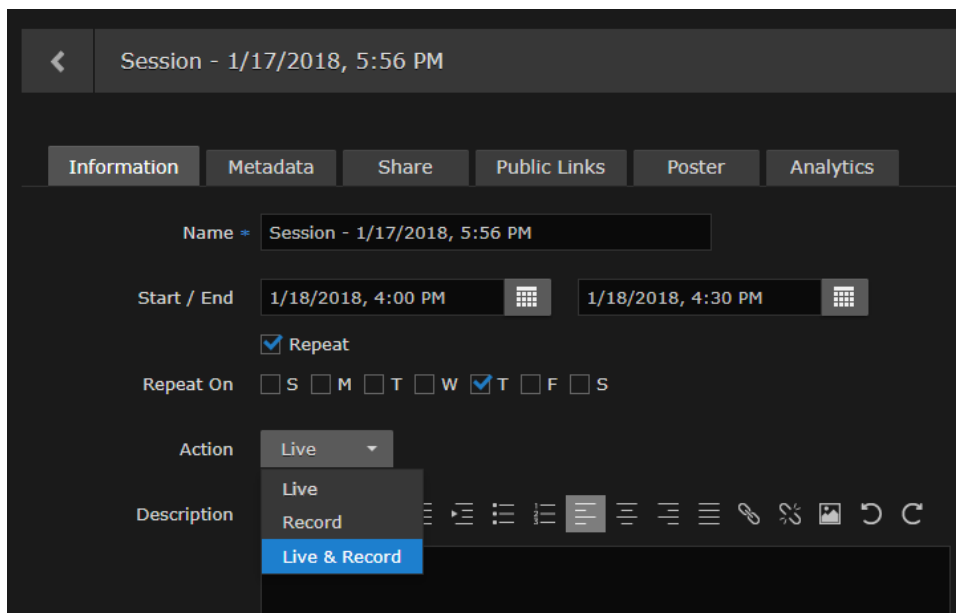 Session - 1/17/2018, 5:56 PM
Information Metadata Share Public Links Poster Analytics
Name * Session - 1/17/2018, 5:56 PM
Start / End 1/18/2018, 4:00 PM 1/18/2018, 4:30 PM
Repeat
Repeat On S M T W T F S
Action Live
Live
Description
Record
Live & Record